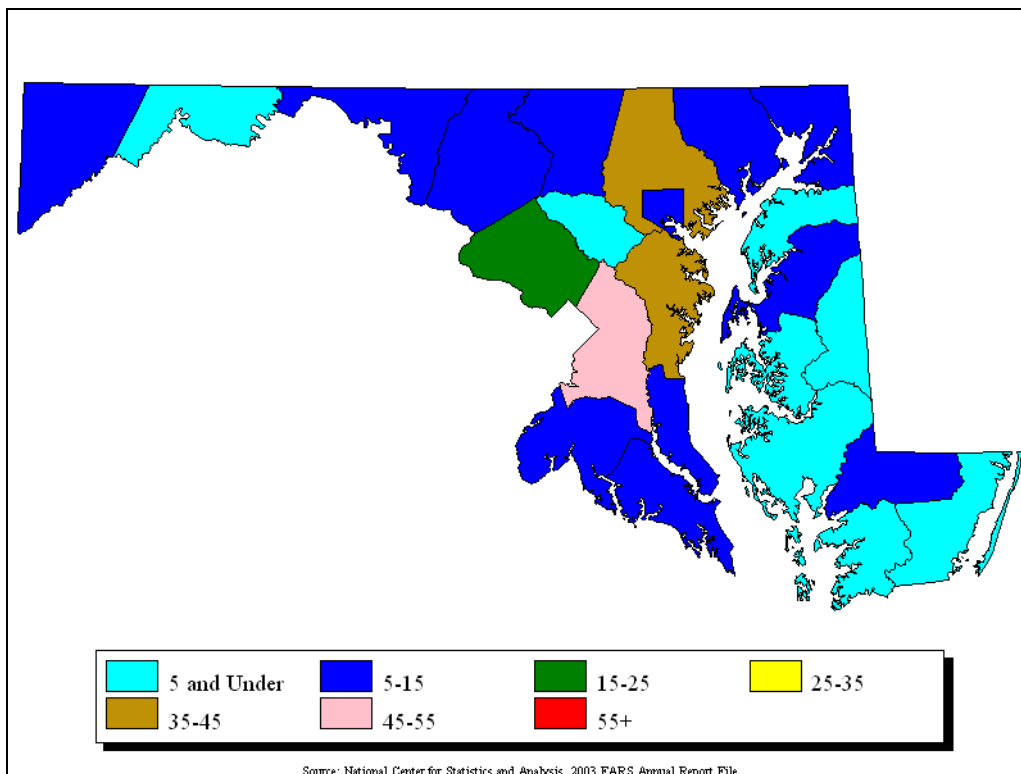 5 and Under 5-15 15-25 25-35
35-45 45-55 55+
Source: National Center for Statistics and Analysis, 2003 FARS Annual Report File